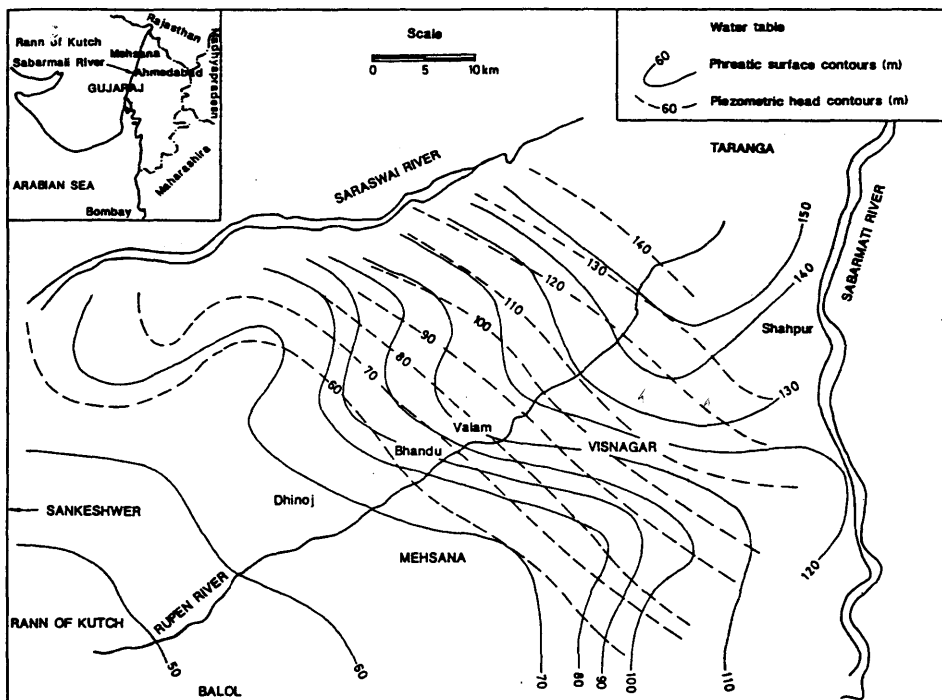 Rajasthan
Rann of Kutch
Mehsana
Madhyapradesh
Sabarmati River
Ahmedabad
GUJARAJ
Maharashtra
ARABIAN SEA
Bombay
Scale
0 5 10km
Water table
60 Phreatic surface contours (m)
60 Piezometric head contours (m)
TARANGA
SARASWAI RIVER
SABARMATI RIVER
150
140
140
130
120
110
100
90
80
70
60
Shahpur
130
Valam
VISNAGAR
Bhandu
Dhinoj
SANKESHWER
MEHSANA
120
RUPEN RIVER
RANN OF KUTCH
50
60
70
80
90
100
110
BALOL